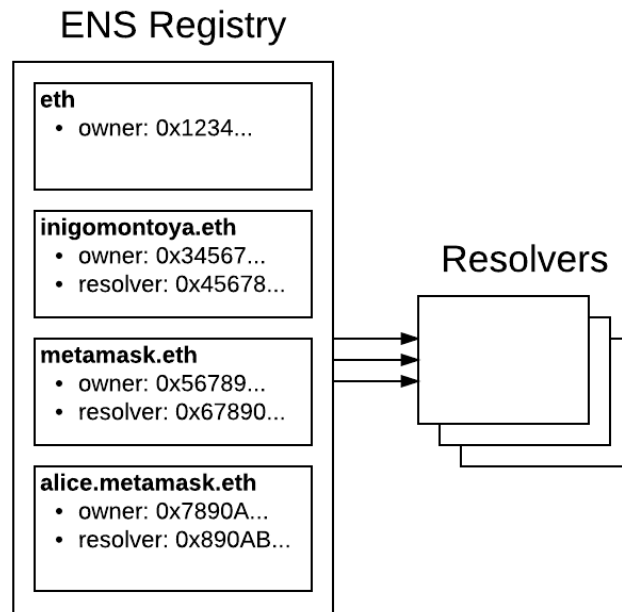 ENS Registry
eth
• owner: 0x1234...
inigomontoya.eth
• owner: 0x34567...
• resolver: 0x45678...
Resolvers
metamask.eth
• owner: 0x56789...
• resolver: 0x67890...
alice.metamask.eth
• owner: 0x7890A...
• resolver: 0x890AB...